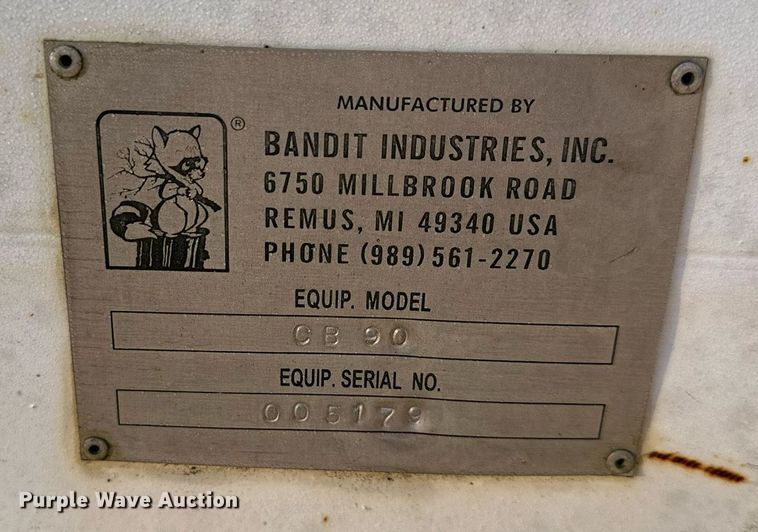 MANUFACTURED BY
®
BANDIT INDUSTRIES, INC.
6750 MILLBROOK ROAD
REMUS, MI 49340 USA
PHONE (989) 561-2270
EQUIP. MODEL
CB 90
EQUIP. SERIAL NO.
005179
Purple Wave Auction